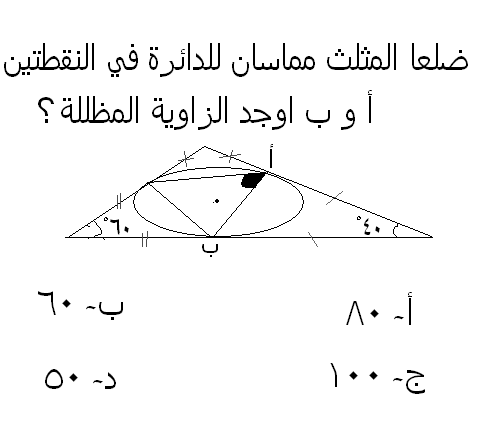 ضلعا المثلث مماسان للدائرة في النقطتين
أ و ب اوجد الزاوية المظللة ؟
أ
٦٠°
٤٠°
ب
أ- ٨٠
ب- ٦٠
ج- ١٠٠
د- ٥٠